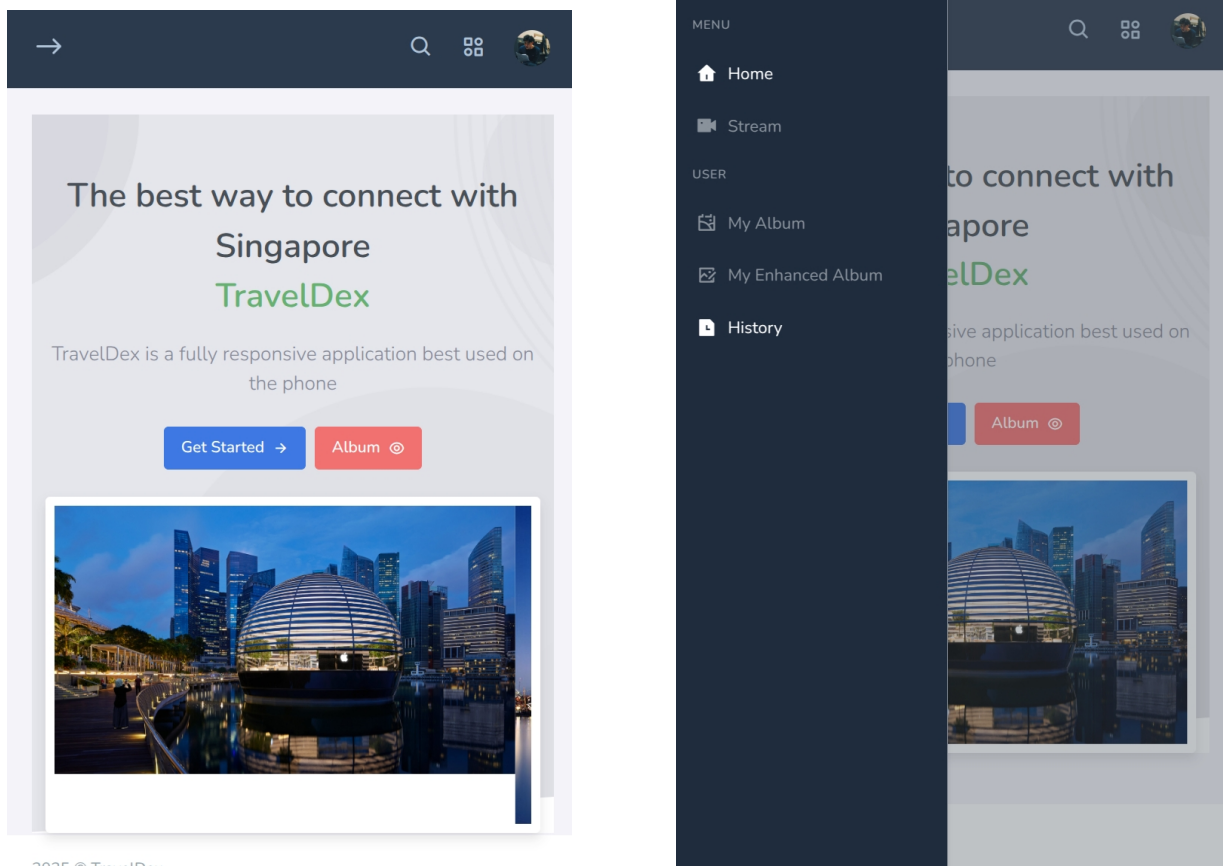 The best way to connect with
Singapore
TravelDex
TravelDex is a fully responsive application best used on
the phone
Get Started
Album
MENU
Home
Stream
USER
My Album
My Enhanced Album
History
to connect with
apore
elDex
sive application best used on
phone
Album